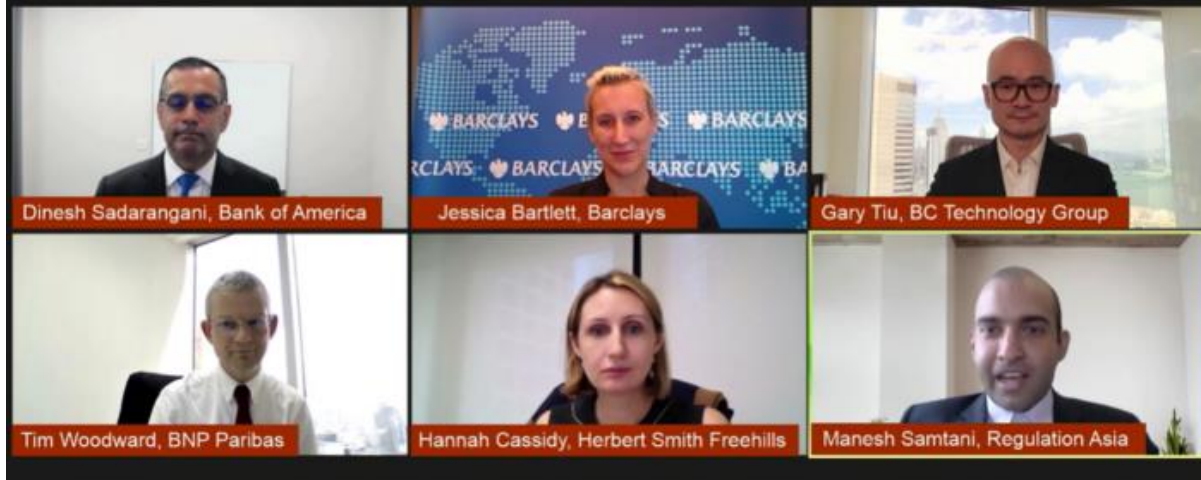 BARCLAYS
BARCLAYS
RCLAYS BARCLAYS BARCLAYS BA
Dinesh Sadarangani, Bank of America
Jessica Bartlett, Barclays
Gary Tiu, BC Technology Group
Tim Woodward, BNP Paribas
Hannah Cassidy, Herbert Smith Freehills
Manesh Samtani, Regulation Asia